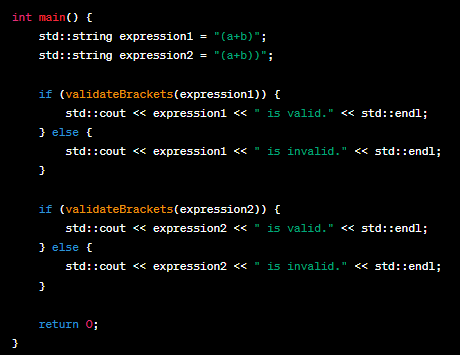 int main() {
    std::string expression1 = "(a+b)";
    std::string expression2 = "(a+b))";

    if (validateBrackets(expression1)) {
        std::cout << expression1 << " is valid." << std::endl;
    } else {
        std::cout << expression1 << " is invalid." << std::endl;
    }

    if (validateBrackets(expression2)) {
        std::cout << expression2 << " is valid." << std::endl;
    } else {
        std::cout << expression2 << " is invalid." << std::endl;
    }

    return 0;
}